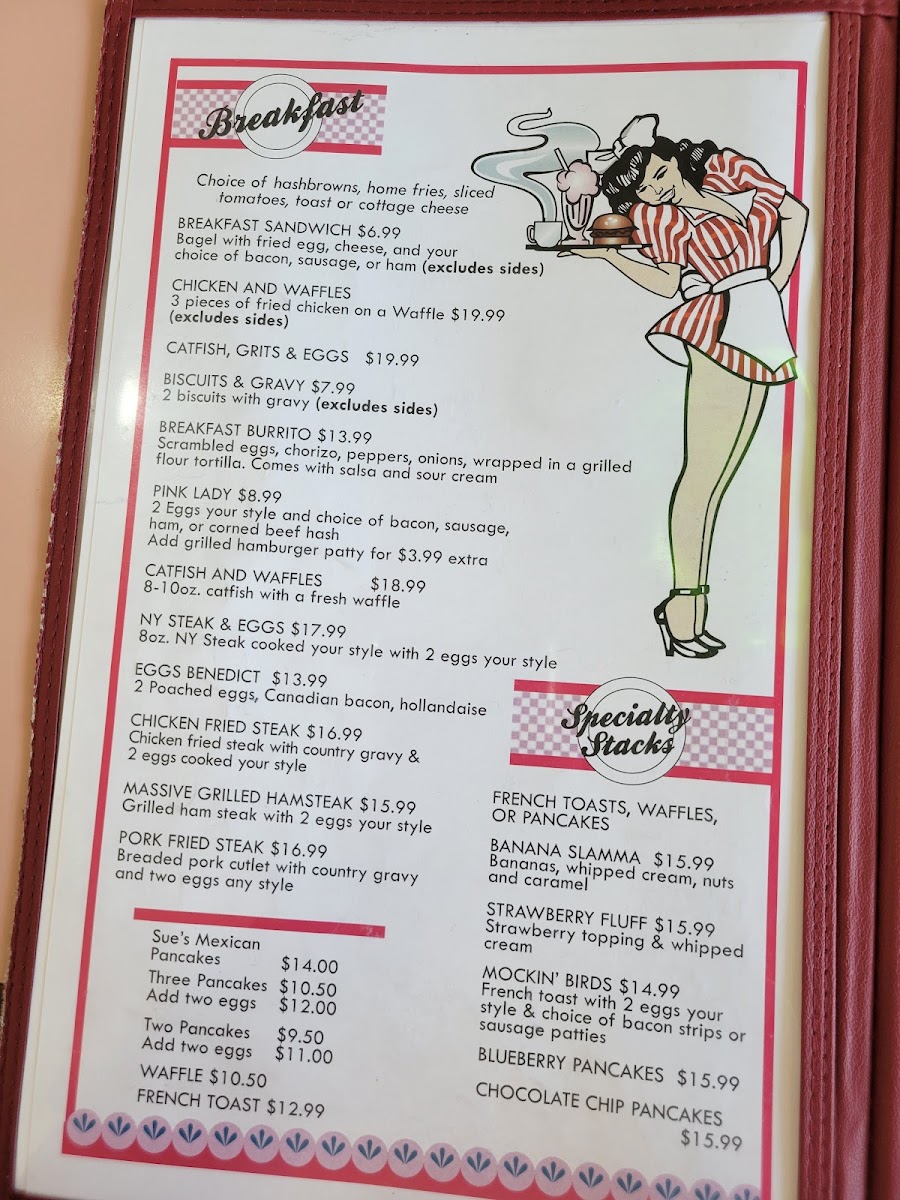 Breakfast
Choice of hashbrowns, home fries, sliced
tomatoes, toast or cottage cheese
BREAKFAST SANDWICH $6.99
Bagel with fried egg, cheese, and your
choice of bacon, sausage, or ham (excludes sides)
CHICKEN AND WAFFLES
3 pieces of fried chicken on a Waffle $19.99
(excludes sides)
CATFISH, GRITS & EGGS $19.99
BISCUITS & GRAVY $7.99
2 biscuits with gravy (excludes sides)
BREAKFAST BURRITO $13.99
Scrambled eggs, chorizo, peppers, onions, wrapped in a grilled
flour tortilla. Comes with salsa and sour cream
PINK LADY $8.99
2 Eggs your style and choice of bacon, sausage,
ham, or corned beef hash
Add grilled hamburger patty for $3.99 extra
CATFISH AND WAFFLES $18.99
8-10oz. catfish with a fresh waffle
NY STEAK & EGGS $17.99
8oz. NY Steak cooked your style with 2 eggs your style
EGGS BENEDICT $13.99
2 Poached eggs, Canadian bacon, hollandaise
CHICKEN FRIED STEAK $16.99
Chicken fried steak with country gravy &
2 eggs cooked your style
MASSIVE GRILLED HAMSTEAK $15.99
Grilled ham steak with 2 eggs your style
PORK FRIED STEAK $16.99
Breaded pork cutlet with country gravy
and two eggs any style
Sue's Mexican
Pancakes $14.00
Three Pancakes $10.50
Add two eggs $12.00
Two Pancakes $9.50
Add two eggs $11.00
WAFFLE $10.50
FRENCH TOAST $12.99
Specialty
Stacks
FRENCH TOASTS, WAFFLES,
OR PANCAKES
BANANA SLAMMA $15.99
Bananas, whipped cream, nuts
and caramel
STRAWBERRY FLUFF $15.99
Strawberry topping & whipped
cream
MOCKIN' BIRDS $14.99
French toast with 2 eggs your
style & choice of bacon strips or
sausage patties
BLUEBERRY PANCAKES $15.99
CHOCOLATE CHIP PANCAKES
$15.99